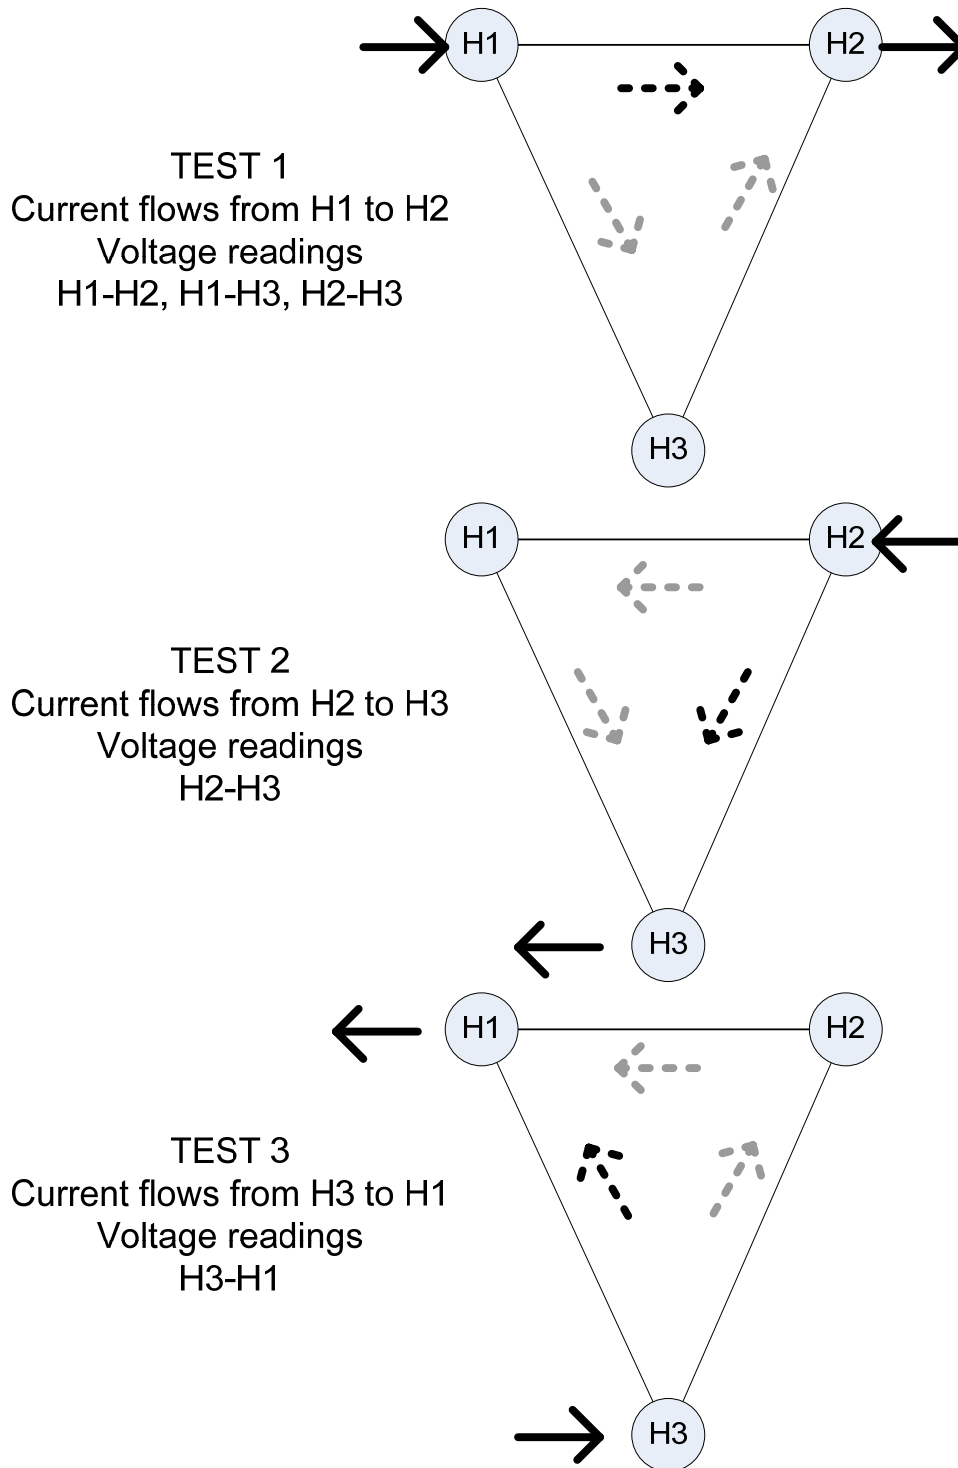 H1
H2
TEST 1
Current flows from H1 to H2
Voltage readings
H1-H2, H1-H3, H2-H3
H3
H1
H2
TEST 2
Current flows from H2 to H3
Voltage readings
H2-H3
H3
H1
H2
TEST 3
Current flows from H3 to H1
Voltage readings
H3-H1
H3